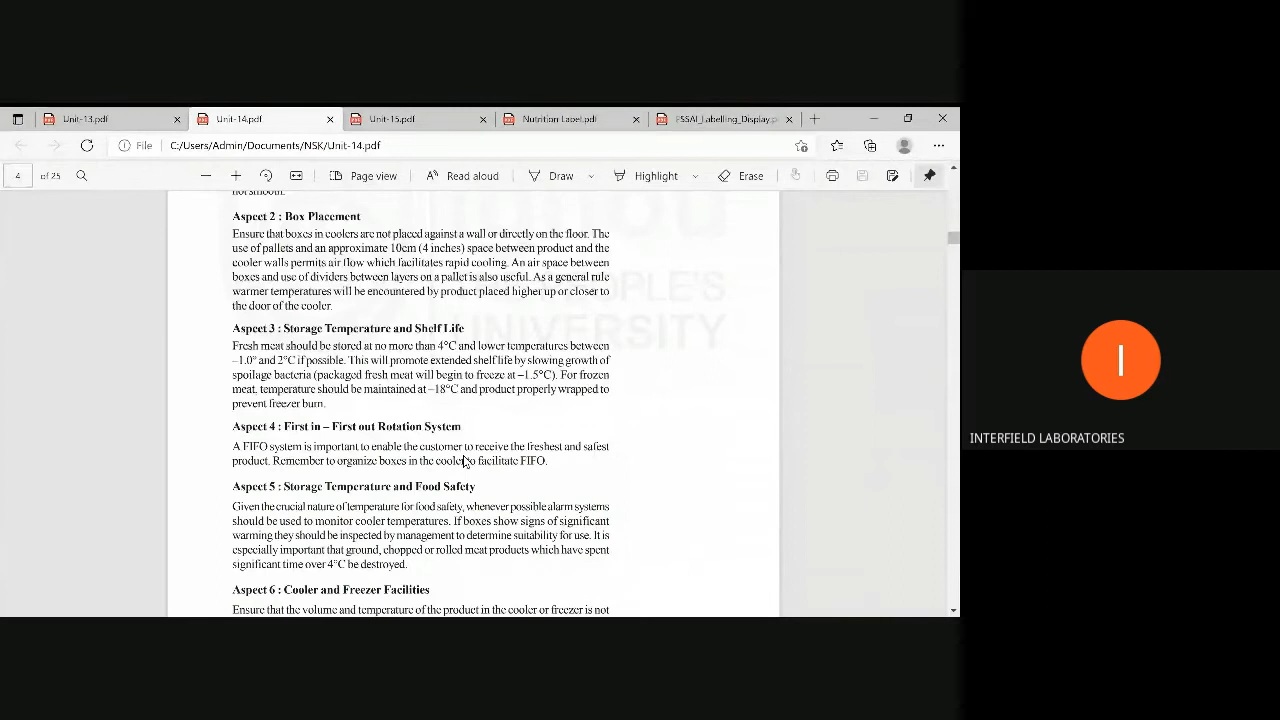 Unit-13.pdf
Unit-14.pdf
Unit-15.pdf
Nutrition Label.pdf
FSSAI_Labelling_Display.p
File
C:/Users/Admin/Documents/NSK/Unit-14.pdf
4 of 25
Page view
Read aloud
Draw
Highlight
Erase
not smooth.
Aspect 2 : Box Placement
Ensure that boxes in coolers are not placed against a wall or directly on the floor. The
use of pallets and an approximate 10cm (4 inches) space between product and the
cooler walls permits air flow which facilitates rapid cooling. An air space between
boxes and use of dividers between layers on a pallet is also useful. As a general rule
warmer temperatures will be encountered by product placed higher up or closer to
the door of the cooler.
PEOPLE'S
UNIVERSITY
Aspect 3 : Storage Temperature and Shelf Life
Fresh meat should be stored at no more than 4°C and lower temperatures between
–1.0° and 2°C if possible. This will promote extended shelf life by slowing growth of
spoilage bacteria (packaged fresh meat will begin to freeze at –1.5°C). For frozen
meat, temperature should be maintained at –18°C and product properly wrapped to
prevent freezer burn.
Aspect 4 : First in – First out Rotation System
A FIFO system is important to enable the customer to receive the freshest and safest
product. Remember to organize boxes in the cooler to facilitate FIFO.
Aspect 5 : Storage Temperature and Food Safety
Given the crucial nature of temperature for food safety, whenever possible alarm systems
should be used to monitor cooler temperatures. If boxes show signs of significant
warming they should be inspected by management to determine suitability for use. It is
especially important that ground, chopped or rolled meat products which have spent
significant time over 4°C be destroyed.
Aspect 6 : Cooler and Freezer Facilities
Ensure that the volume and temperature of the product in the cooler or freezer is not
I
INTERFIELD LABORATORIES